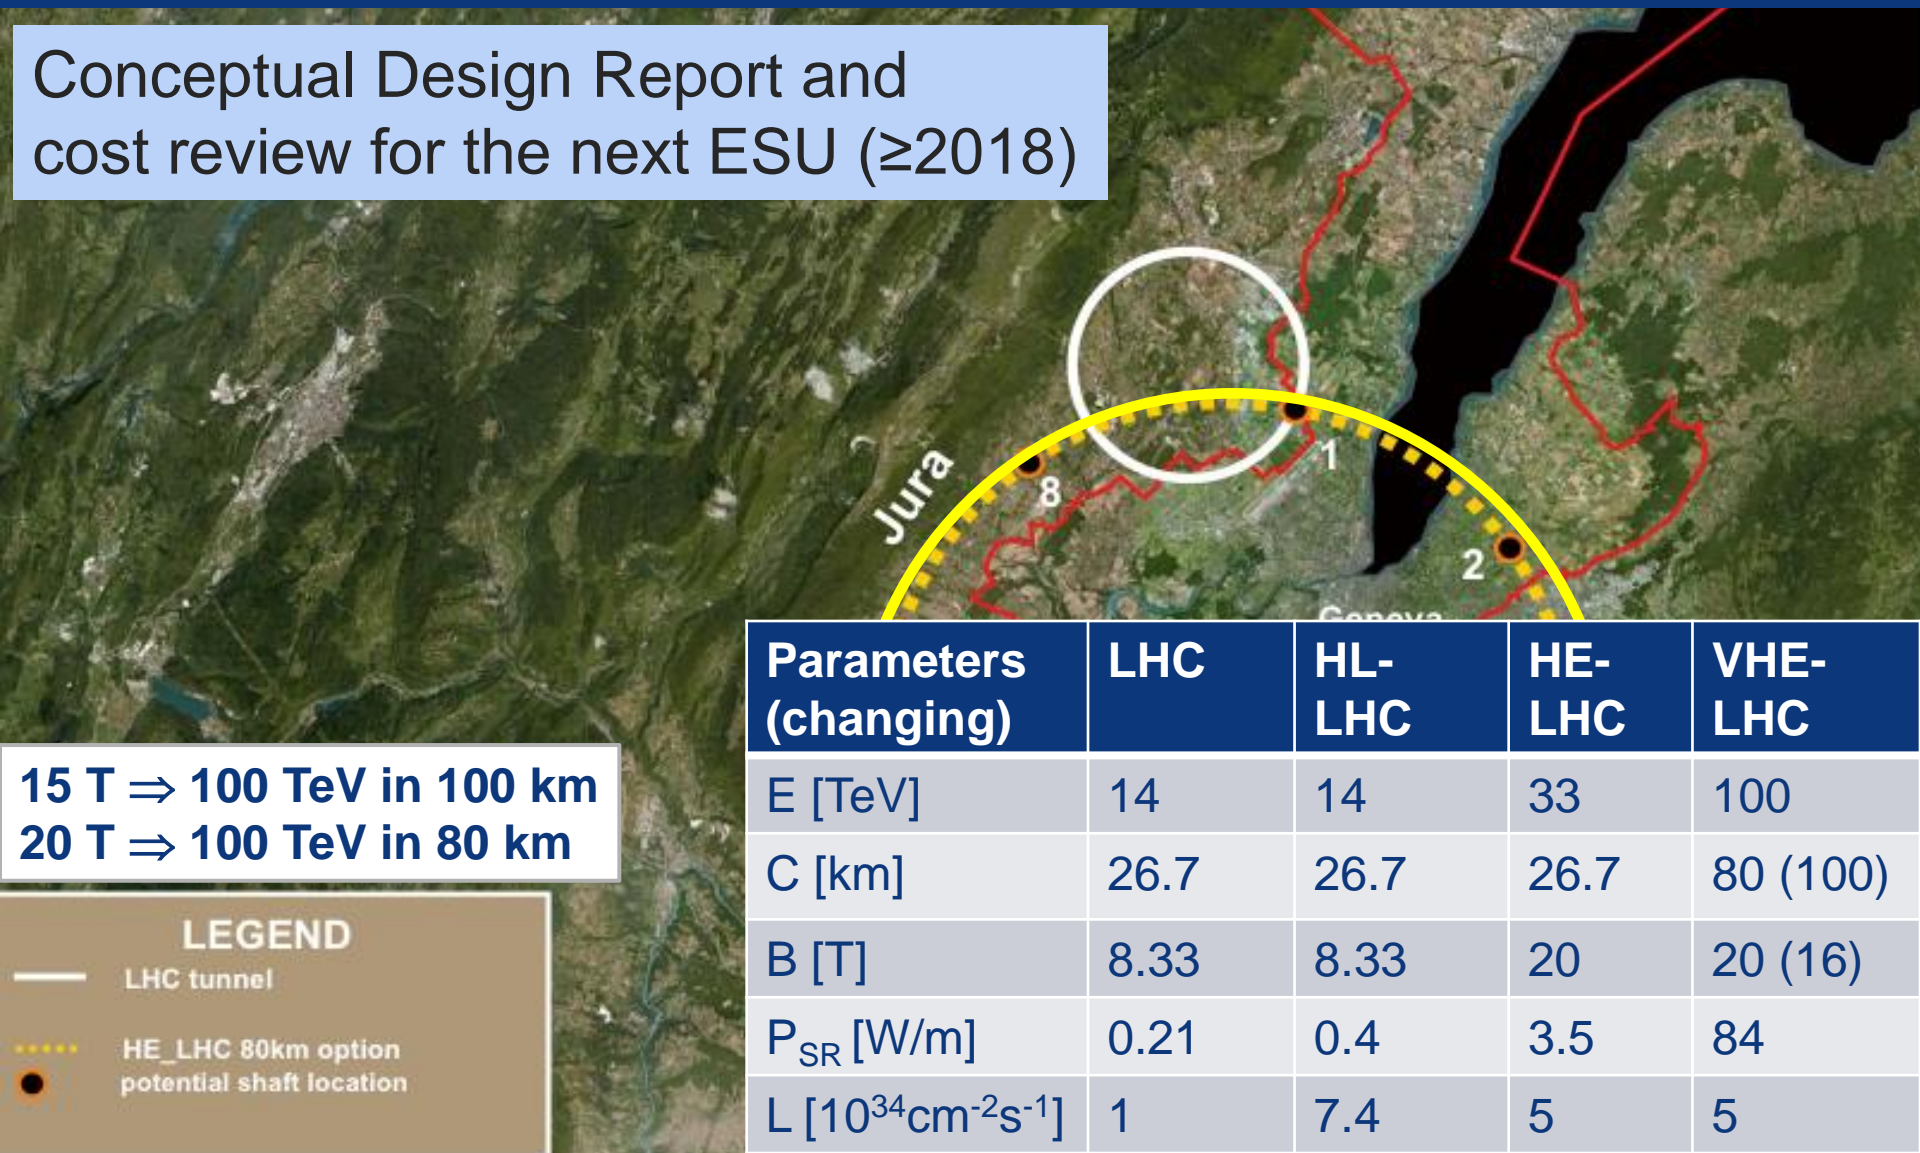 Conceptual Design Report and
cost review for the next ESU (≥2018)
Jura
8
1
2
Geneva
15 T ⇒ 100 TeV in 100 km
20 T ⇒ 100 TeV in 80 km
LEGEND
LHC tunnel
HE_LHC 80km option
potential shaft location
Parameters (changing) LHC HL-LHC HE-LHC VHE-LHC
E [TeV] 14 14 33 100
C [km] 26.7 26.7 26.7 80 (100)
B [T] 8.33 8.33 20 20 (16)
P_SR [W/m] 0.21 0.4 3.5 84
L [10³⁴cm⁻²s⁻¹] 1 7.4 5 5